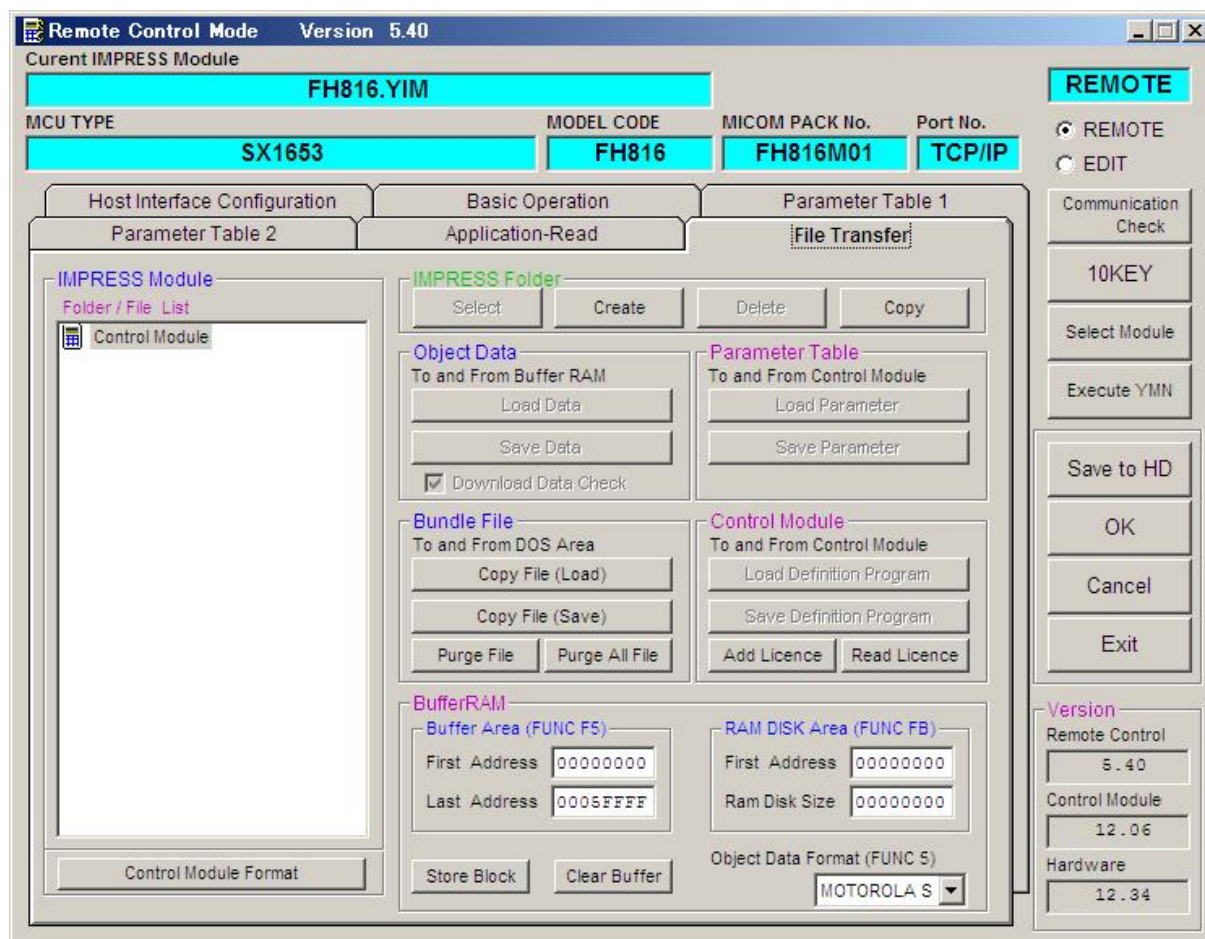 Remote Control Mode Version 5.40
Curent IMPRESS Module
FH816.YIM
REMOTE
MCU TYPE MODEL CODE MICOM PACK No. Port No.
SX1653 FH816 FH816M01 TCP/IP
REMOTE
EDIT
Host Interface Configuration Basic Operation Parameter Table 1
Parameter Table 2 Application-Read File Transfer
Communication Check
10KEY
Select Module
Execute YMN
IMPRESS Module
Folder / File List
Control Module
Control Module Format
IMPRESS Folder
Select Create Delete Copy
Object Data
To and From Buffer RAM
Load Data
Save Data
Download Data Check
Parameter Table
To and From Control Module
Load Parameter
Save Parameter
Bundle File
To and From DOS Area
Copy File (Load)
Copy File (Save)
Purge File Purge All File
Control Module
To and From Control Module
Load Definition Program
Save Definition Program
Add Licence Read Licence
BufferRAM
Buffer Area (FUNC F5)
First Address 00000000
Last Address 0005FFFF
RAM DISK Area (FUNC FB)
First Address 00000000
Ram Disk Size 00000000
Store Block Clear Buffer
Object Data Format (FUNC 5)
MOTOROLA S
Save to HD
OK
Cancel
Exit
Version
Remote Control
5.40
Control Module
12.06
Hardware
12.34